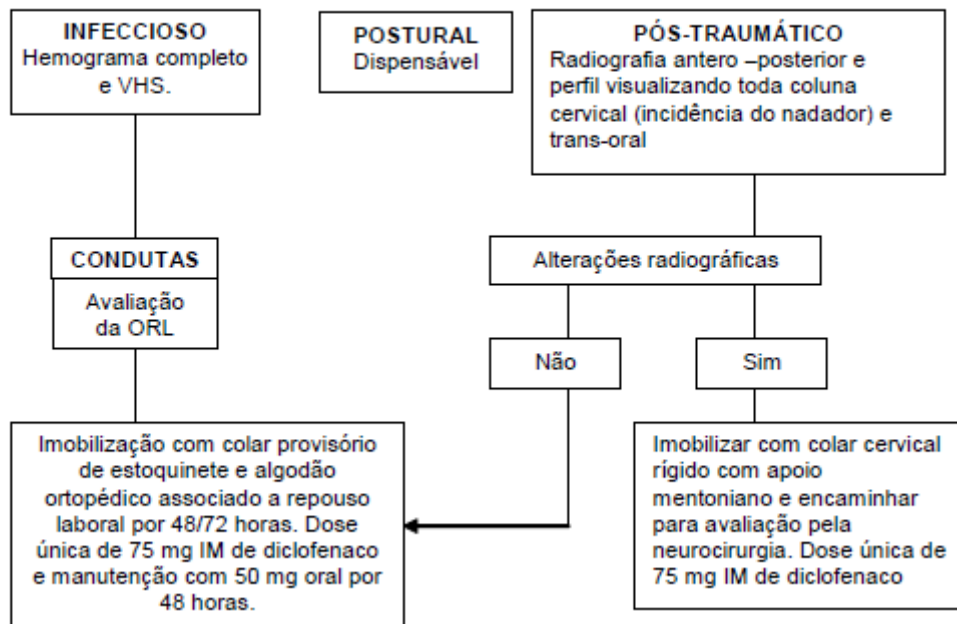 INFECCIOSO
Hemograma completo
e VHS.
POSTURAL
Dispensável
PÓS-TRAUMÁTICO
Radiografia antero –posterior e
perfil visualizando toda coluna
cervical (incidência do nadador) e
trans-oral
CONDUTAS
Avaliação
da ORL
Alterações radiográficas
Não
Sim
Imobilização com colar provisório
de estoquinete e algodão
ortopédico associado a repouso
laboral por 48/72 horas. Dose
única de 75 mg IM de diclofenaco
e manutenção com 50 mg oral por
48 horas.
Imobilizar com colar cervical
rígido com apoio
mentoniano e encaminhar
para avaliação pela
neurocirurgia. Dose única de
75 mg IM de diclofenaco